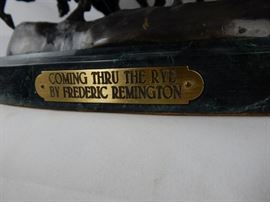 COMING THRU THE RYE
BY FREDERIC REMINGTON